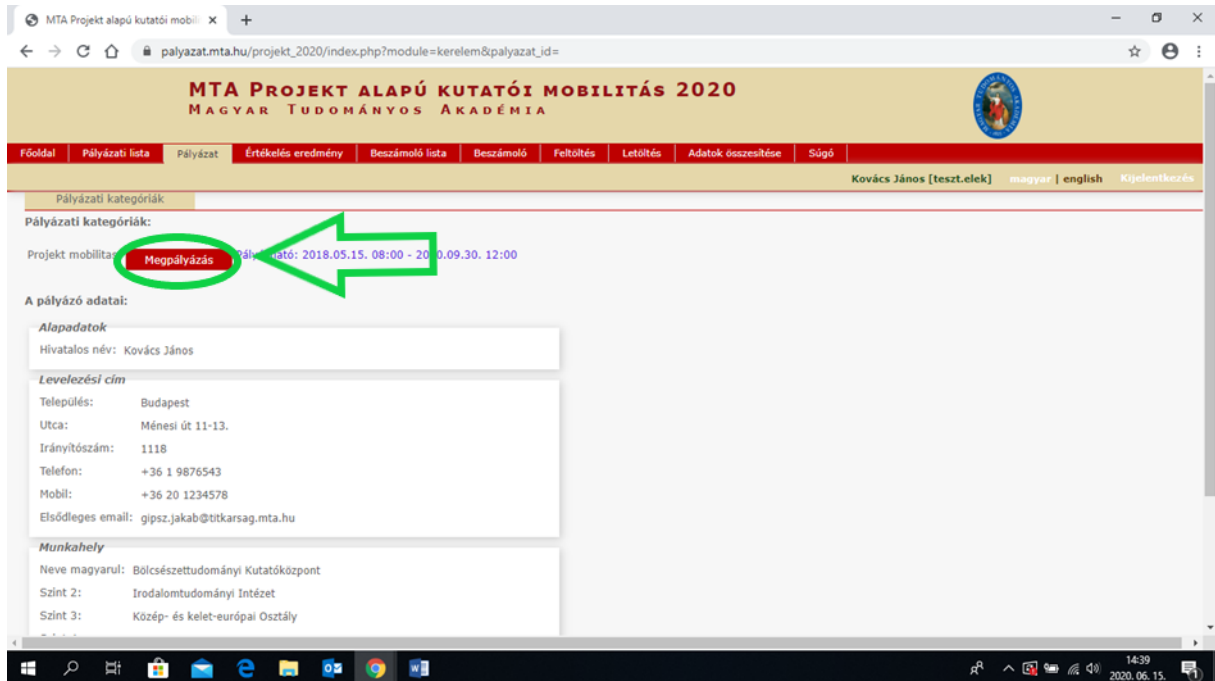 MTA Projekt alapú kutatói mobili
palyazat.mta.hu/projekt_2020/index.php?module=kerelem&palyazat_id=
MTA PROJEKT ALAPÚ KUTATÓI MOBILITÁS 2020
MAGYAR TUDOMÁNYOS AKADÉMIA
Főoldal Pályázati lista Pályázat Értékelés eredmény Beszámoló lista Beszámoló Feltöltés Letöltés Adatok összesítése Súgó
Kovács János [teszt.elek] magyar | english Kijelentkezés
Pályázati kategóriák
Pályázati kategóriák:
Projekt mobilitas Megpályázás 2018.05.15. 08:00 - 09.30. 12:00
A pályázó adatai:
Alapadatok
Hivatalos név: Kovács János
Levelezési cím
Település: Budapest
Utca: Ménesi út 11-13.
Irányítószám: 1118
Telefon: +36 1 9876543
Mobil: +36 20 1234578
Elsődleges email: gipsz.jakab@titkarsag.mta.hu
Munkahely
Neve magyarul: Bölcsészettudományi Kutatóközpont
Szint 2: Irodalomtudományi Intézet
Szint 3: Közép- és kelet-európai Osztály
14:39
2020. 06. 15.